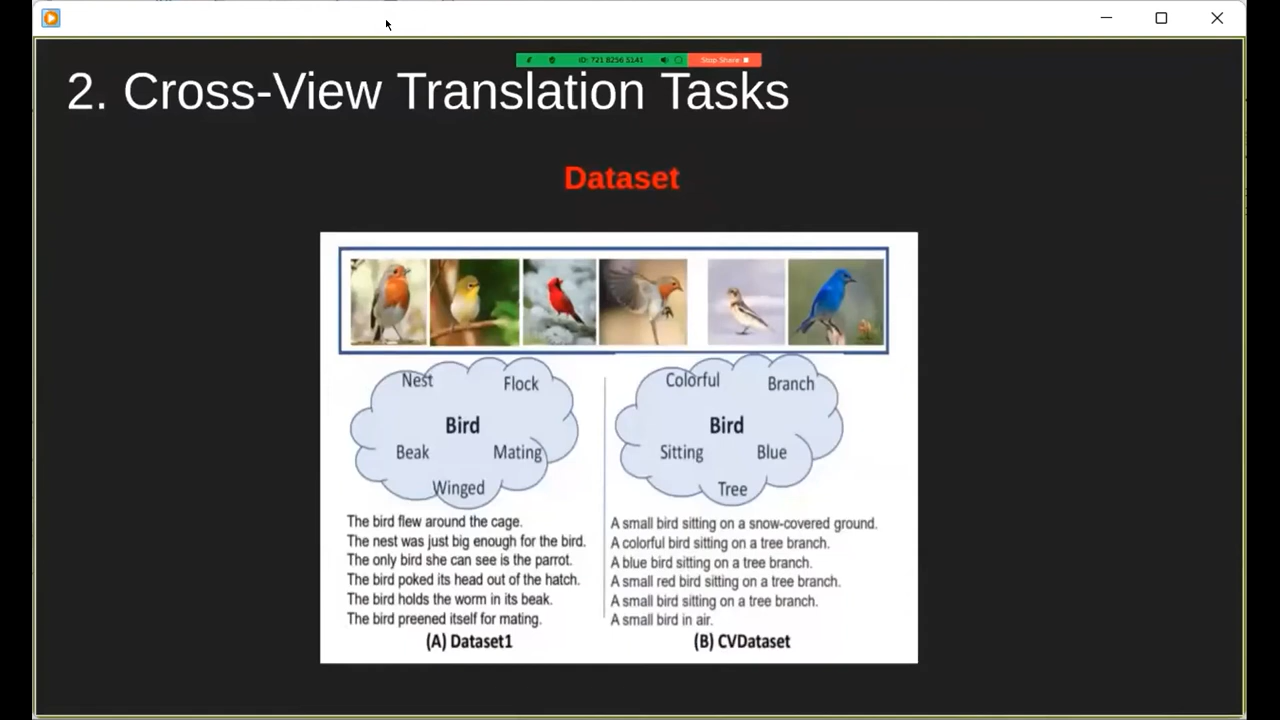 ID: 721 8256 5141
Stop Share
2. Cross-View Translation Tasks
Dataset
Nest
Flock
Bird
Beak
Mating
Winged
Colorful
Branch
Bird
Sitting
Blue
Tree
The bird flew around the cage.
The nest was just big enough for the bird.
The only bird she can see is the parrot.
The bird poked its head out of the hatch.
The bird holds the worm in its beak.
The bird preened itself for mating.
(A) Dataset1
A small bird sitting on a snow-covered ground.
A colorful bird sitting on a tree branch.
A blue bird sitting on a tree branch.
A small red bird sitting on a tree branch.
A small bird sitting on a tree branch.
A small bird in air.
(B) CVDataset